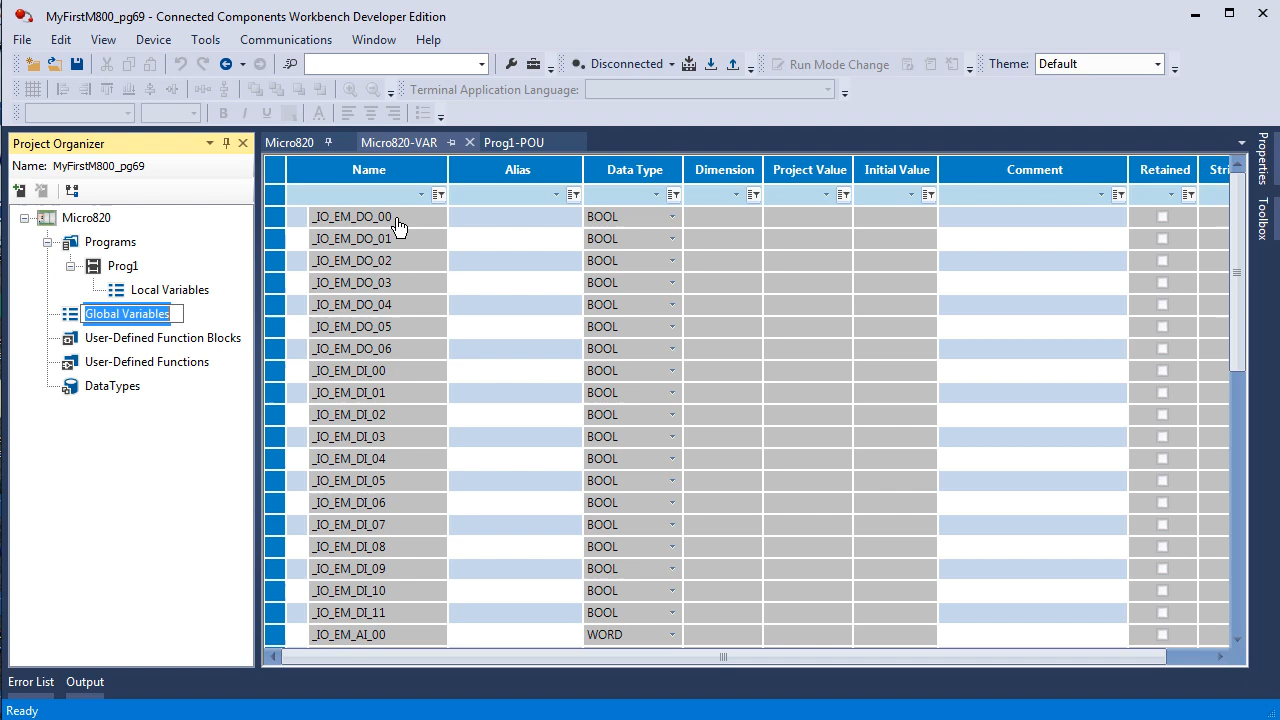 MyFirstM800_pg69 - Connected Components Workbench Developer Edition
File Edit View Device Tools Communications Window Help
Disconnected Run Mode Change Theme: Default
Terminal Application Language:
B I U A
Project Organizer
Name: MyFirstM800_pg69
Micro820
Programs
Prog1
Local Variables
Global Variables
User-Defined Function Blocks
User-Defined Functions
DataTypes
Micro820 Micro820-VAR Prog1-POU
Name Alias Data Type Dimension Project Value Initial Value Comment Retained Stri
_IO_EM_DO_00 BOOL
_IO_EM_DO_01 BOOL
_IO_EM_DO_02 BOOL
_IO_EM_DO_03 BOOL
_IO_EM_DO_04 BOOL
_IO_EM_DO_05 BOOL
_IO_EM_DO_06 BOOL
_IO_EM_DI_00 BOOL
_IO_EM_DI_01 BOOL
_IO_EM_DI_02 BOOL
_IO_EM_DI_03 BOOL
_IO_EM_DI_04 BOOL
_IO_EM_DI_05 BOOL
_IO_EM_DI_06 BOOL
_IO_EM_DI_07 BOOL
_IO_EM_DI_08 BOOL
_IO_EM_DI_09 BOOL
_IO_EM_DI_10 BOOL
_IO_EM_DI_11 BOOL
_IO_EM_AI_00 WORD
Properties
Toolbox
Error List Output
Ready